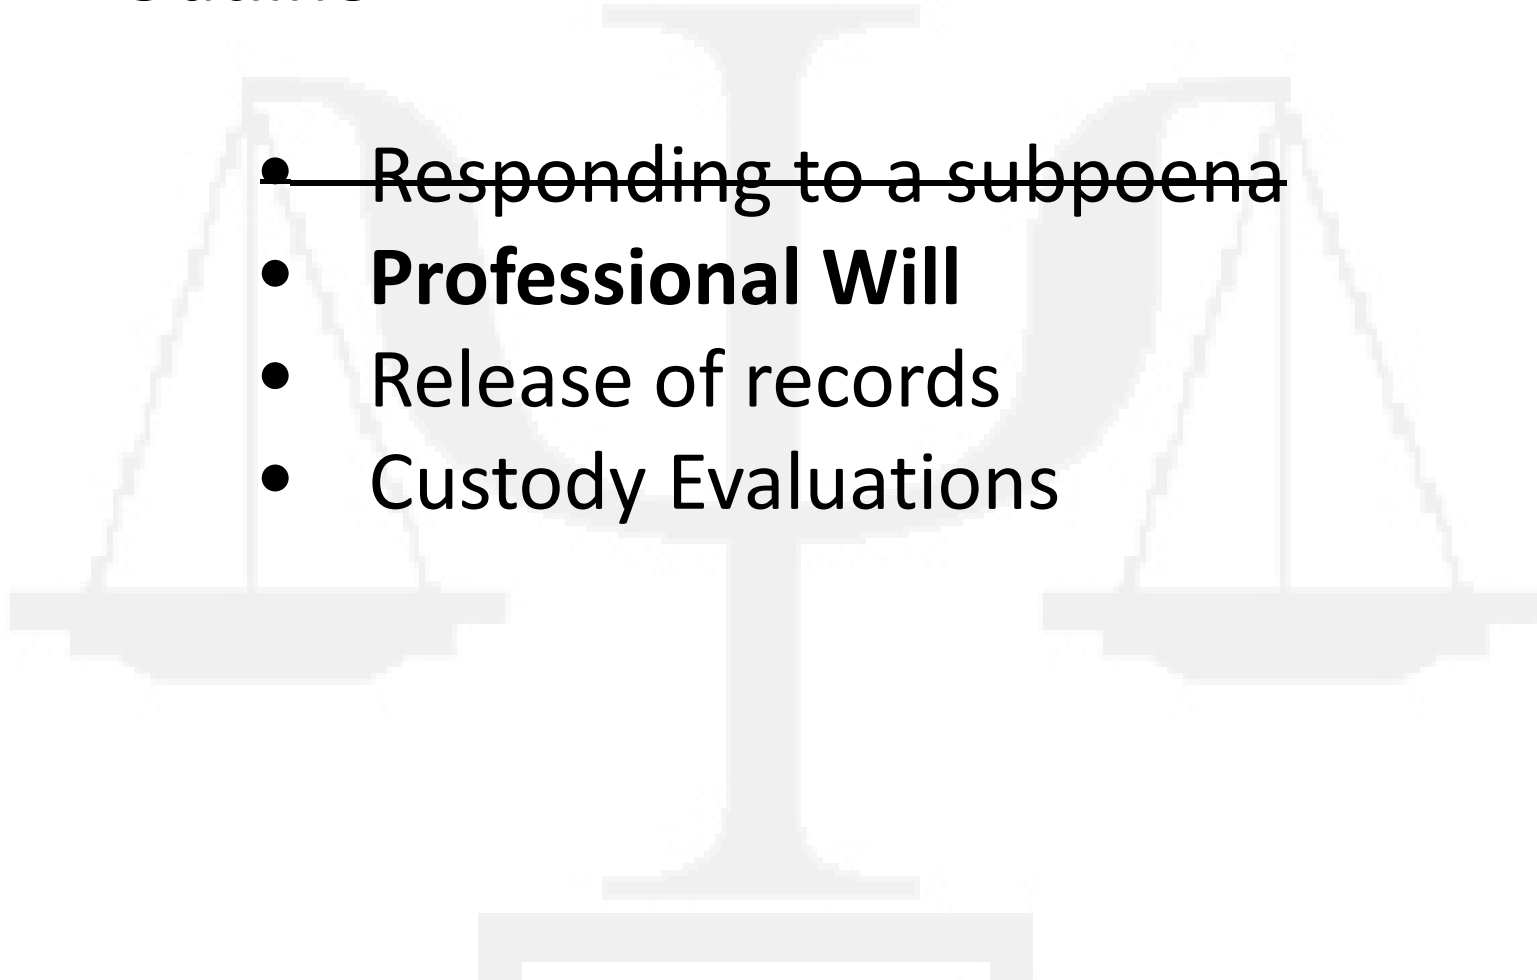 • Responding to a subpoena
• Professional Will
• Release of records
• Custody Evaluations